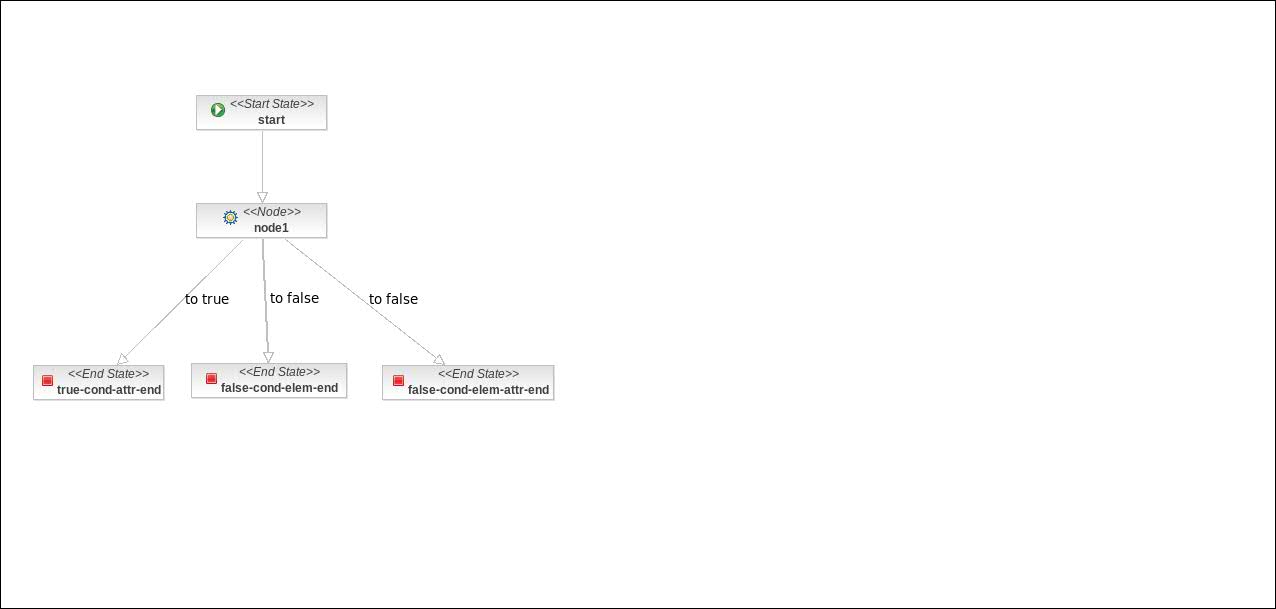 <<Start State>>
start
<<Node>>
node1
to true
to false
to false
<<End State>>
true-cond-attr-end
<<End State>>
false-cond-elem-end
<<End State>>
false-cond-elem-attr-end